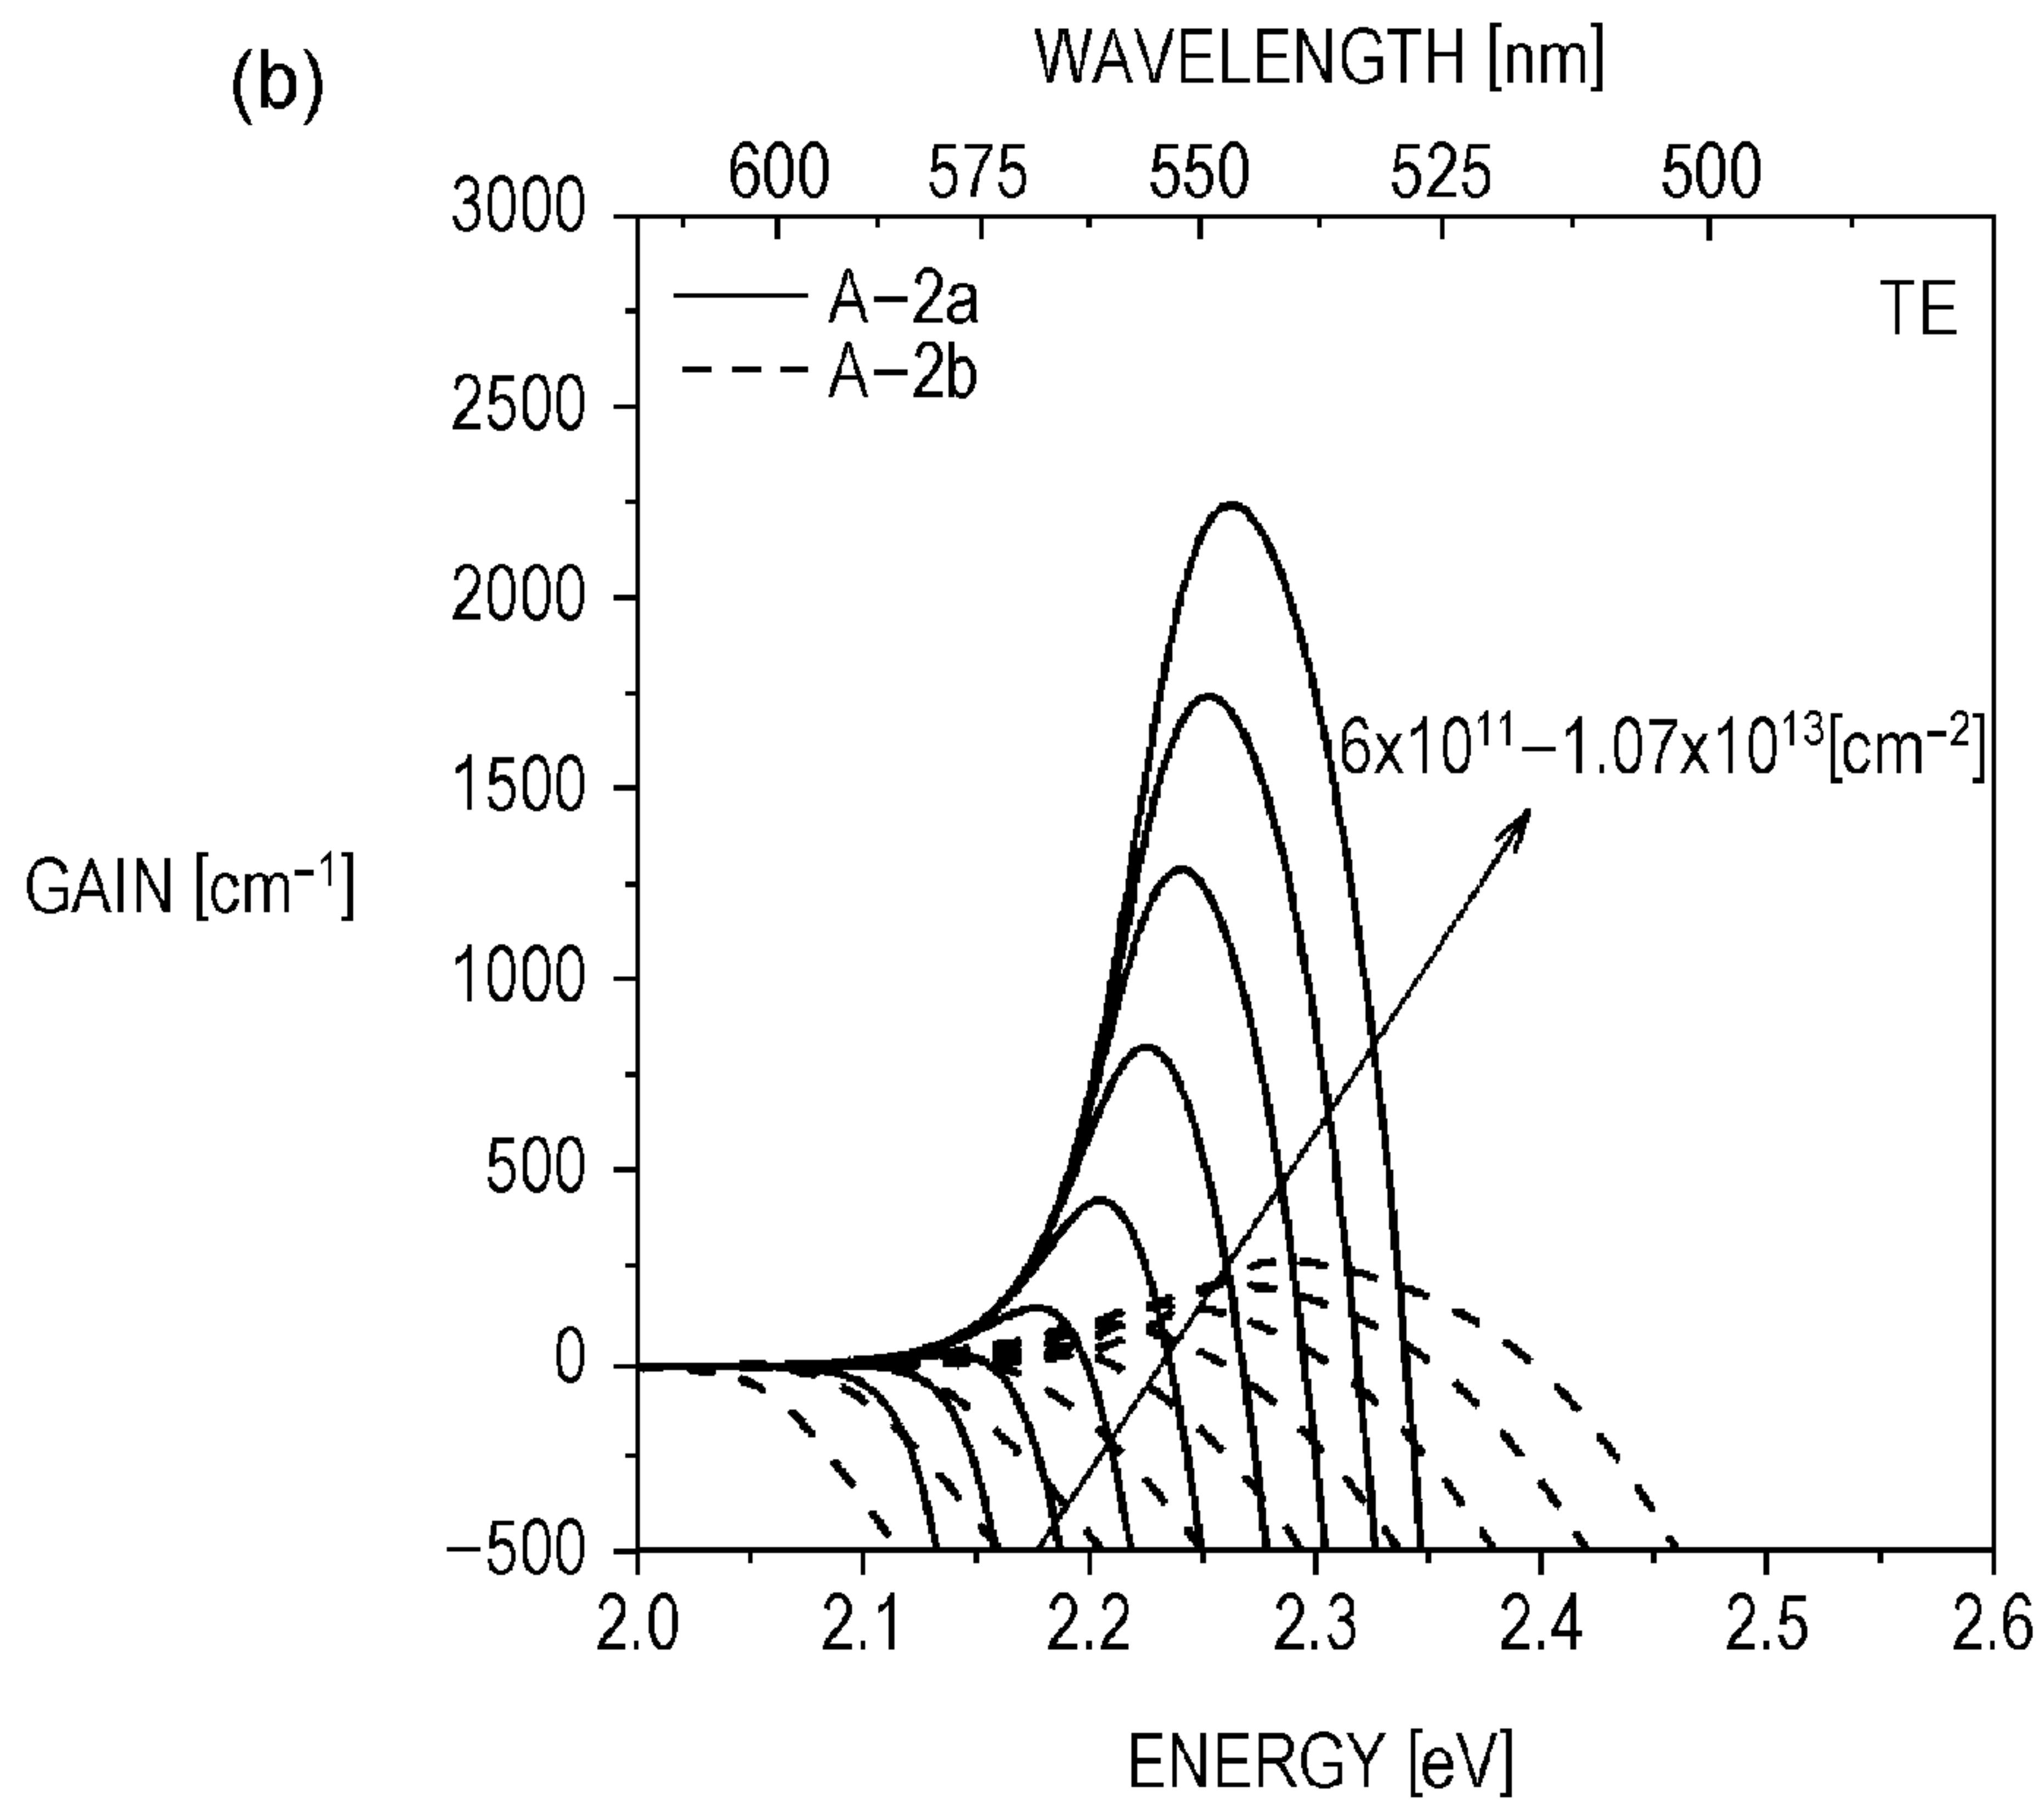 (b)
WAVELENGTH [nm]
600 575 550 525 500
3000
2500
2000
1500
1000
500
0
−500
A−2a
A−2b
TE
6x10¹¹−1.07x10¹³[cm⁻²]
GAIN [cm⁻¹]
2.0 2.1 2.2 2.3 2.4 2.5 2.6
ENERGY [eV]